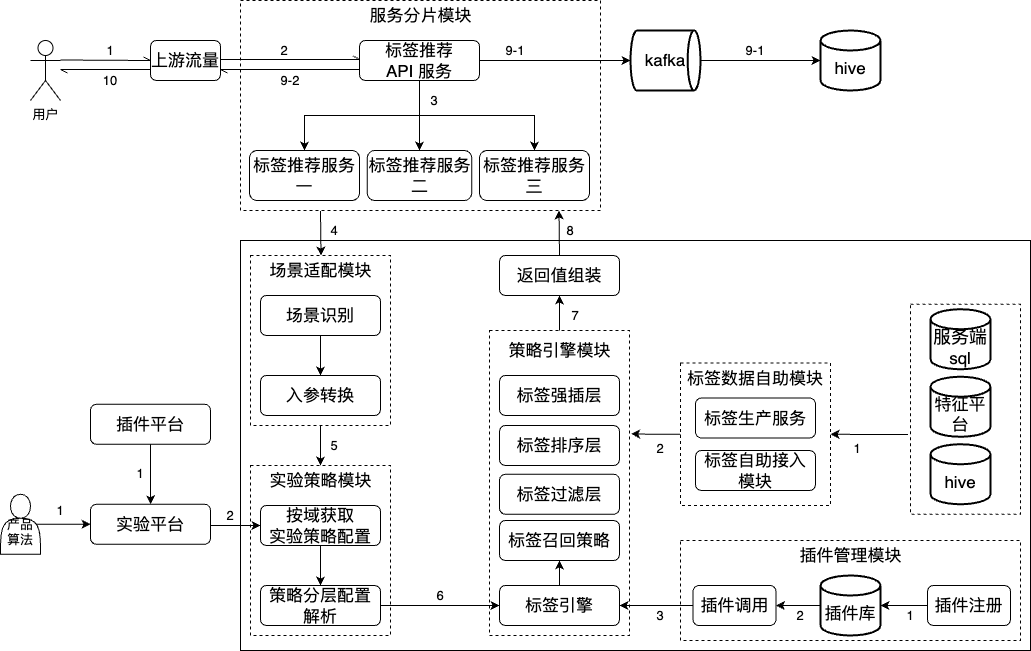 服务分片模块
用户
1
10
上游流量
2
9-2
标签推荐
API 服务
9-1
kafka
9-1
hive
3
标签推荐服务
一
标签推荐服务
二
标签推荐服务
三
4
8
场景适配模块
场景识别
入参转换
5
返回值组装
7
策略引擎模块
标签强插层
标签排序层
标签过滤层
标签召回策略
标签引擎
标签数据自助模块
标签生产服务
标签自助接入
模块
2
1
服务端
sql
特征平
台
hive
插件平台
1
产品
算法
1
实验平台
2
实验策略模块
按域获取
实验策略配置
策略分层配置
解析
6
插件管理模块
3
插件调用
2
插件库
1
插件注册